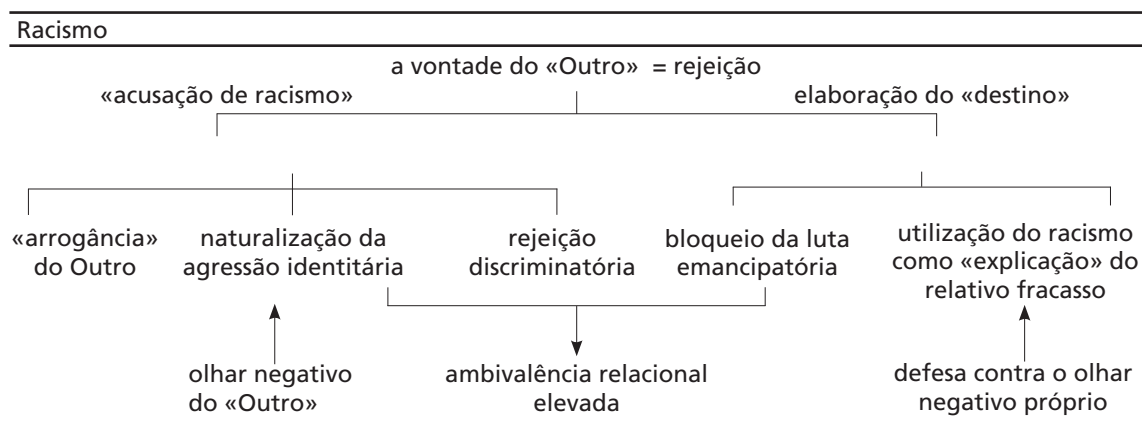 Racismo
a vontade do «Outro» = rejeição
«acusação de racismo»
elaboração do «destino»
«arrogância»
do Outro
naturalização da
agressão identitária
rejeição
discriminatória
bloqueio da luta
emancipatória
utilização do racismo
como «explicação» do
relativo fracasso
olhar negativo
do «Outro»
ambivalência relacional
elevada
defesa contra o olhar
negativo próprio